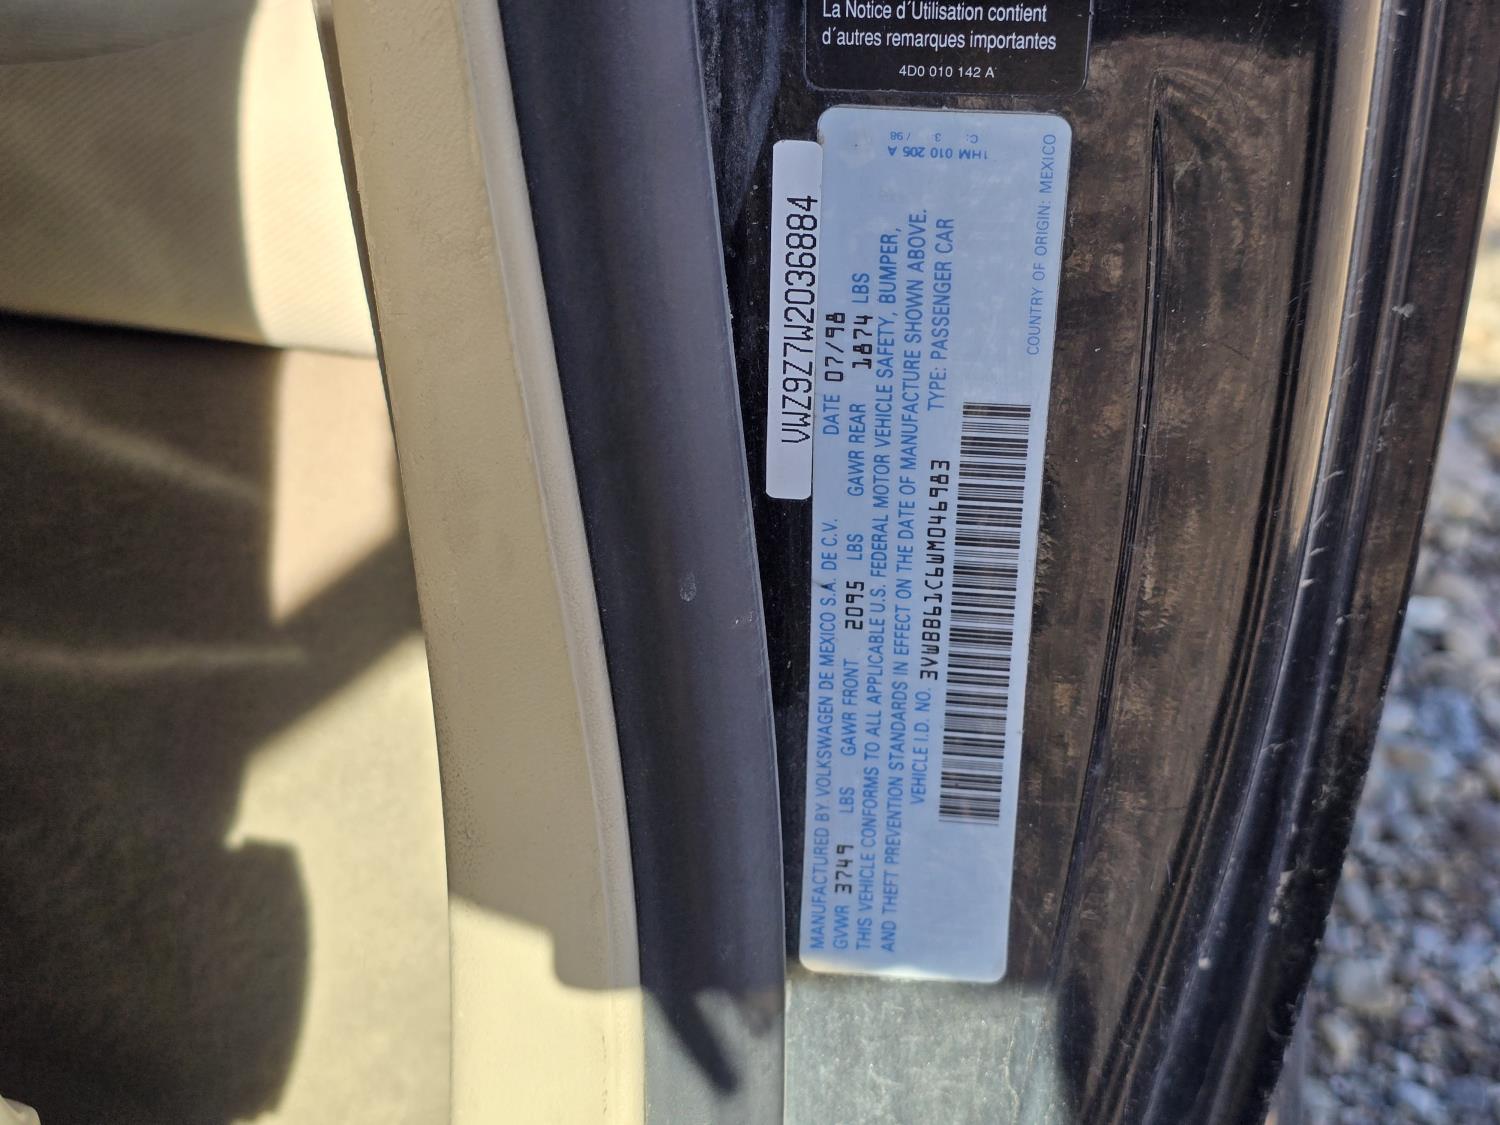 La Notice d´Utilisation contient
d´autres remarques importantes
4D0 010 142 A
1HM 010 205 A
C: 3 / 98
VWZ9Z7W2036884
MANUFACTURED BY VOLKSWAGEN DE MEXICO S.A. DE C.V. DATE 07/98
GVWR 3749 LBS GAWR FRONT 2095 LBS GAWR REAR 1874 LBS
THIS VEHICLE CONFORMS TO ALL APPLICABLE U.S. FEDERAL MOTOR VEHICLE SAFETY, BUMPER,
AND THEFT PREVENTION STANDARDS IN EFFECT ON THE DATE OF MANUFACTURE SHOWN ABOVE.
VEHICLE I.D. NO. 3VWBB61C6WM046983 TYPE: PASSENGER CAR
COUNTRY OF ORIGIN: MEXICO